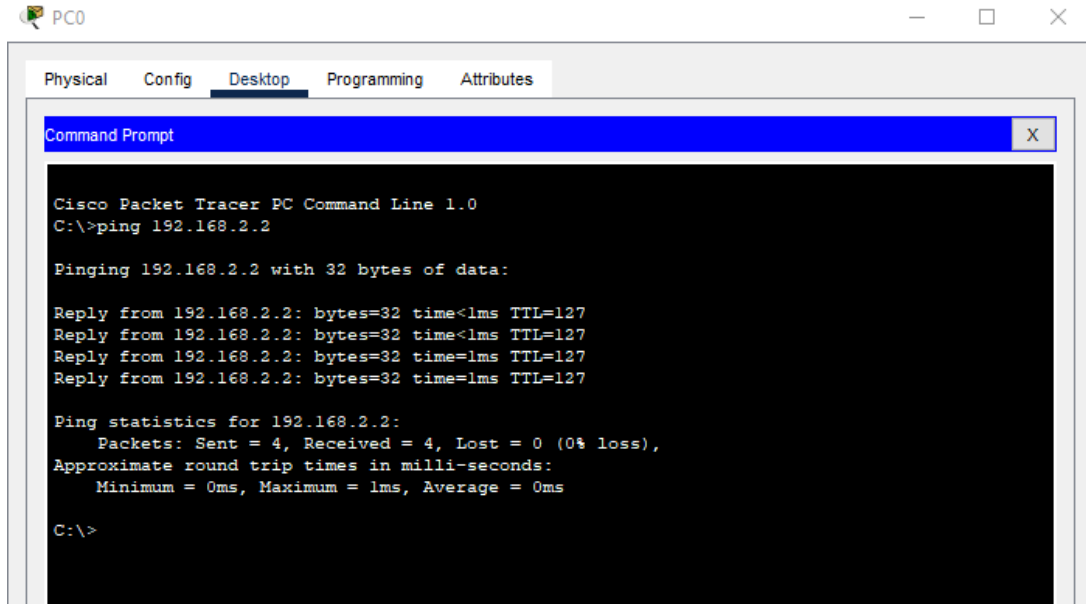 PC0
Physical Config Desktop Programming Attributes
Command Prompt X
Cisco Packet Tracer PC Command Line 1.0
C:\>ping 192.168.2.2
Pinging 192.168.2.2 with 32 bytes of data:
Reply from 192.168.2.2: bytes=32 time<1ms TTL=127
Reply from 192.168.2.2: bytes=32 time<1ms TTL=127
Reply from 192.168.2.2: bytes=32 time=1ms TTL=127
Reply from 192.168.2.2: bytes=32 time=1ms TTL=127
Ping statistics for 192.168.2.2:
Packets: Sent = 4, Received = 4, Lost = 0 (0% loss),
Approximate round trip times in milli-seconds:
Minimum = 0ms, Maximum = 1ms, Average = 0ms
C:\>